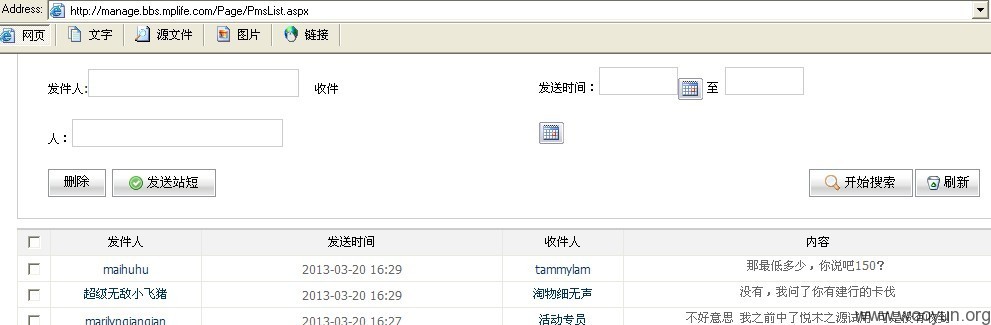 Address: http://manage.bbs.mplife.com/Page/PmsList.aspx
网页 文字 源文件 图片 链接
发件人: 收件 发送时间： 至
人：
删除 发送站短 开始搜索 刷新
发件人 发送时间 收件人 内容
maihuhu 2013-03-20 16:29 tammylam 那最低多少，你说吧150？
超级无敌小飞猪 2013-03-20 16:29 淘物细无声 没有，我问了你有建行的卡伐
marilynqianqian 2013-03-20 16:27 活动专员 不好意思 我之前中了悦木之源试用
www.wooyun.org